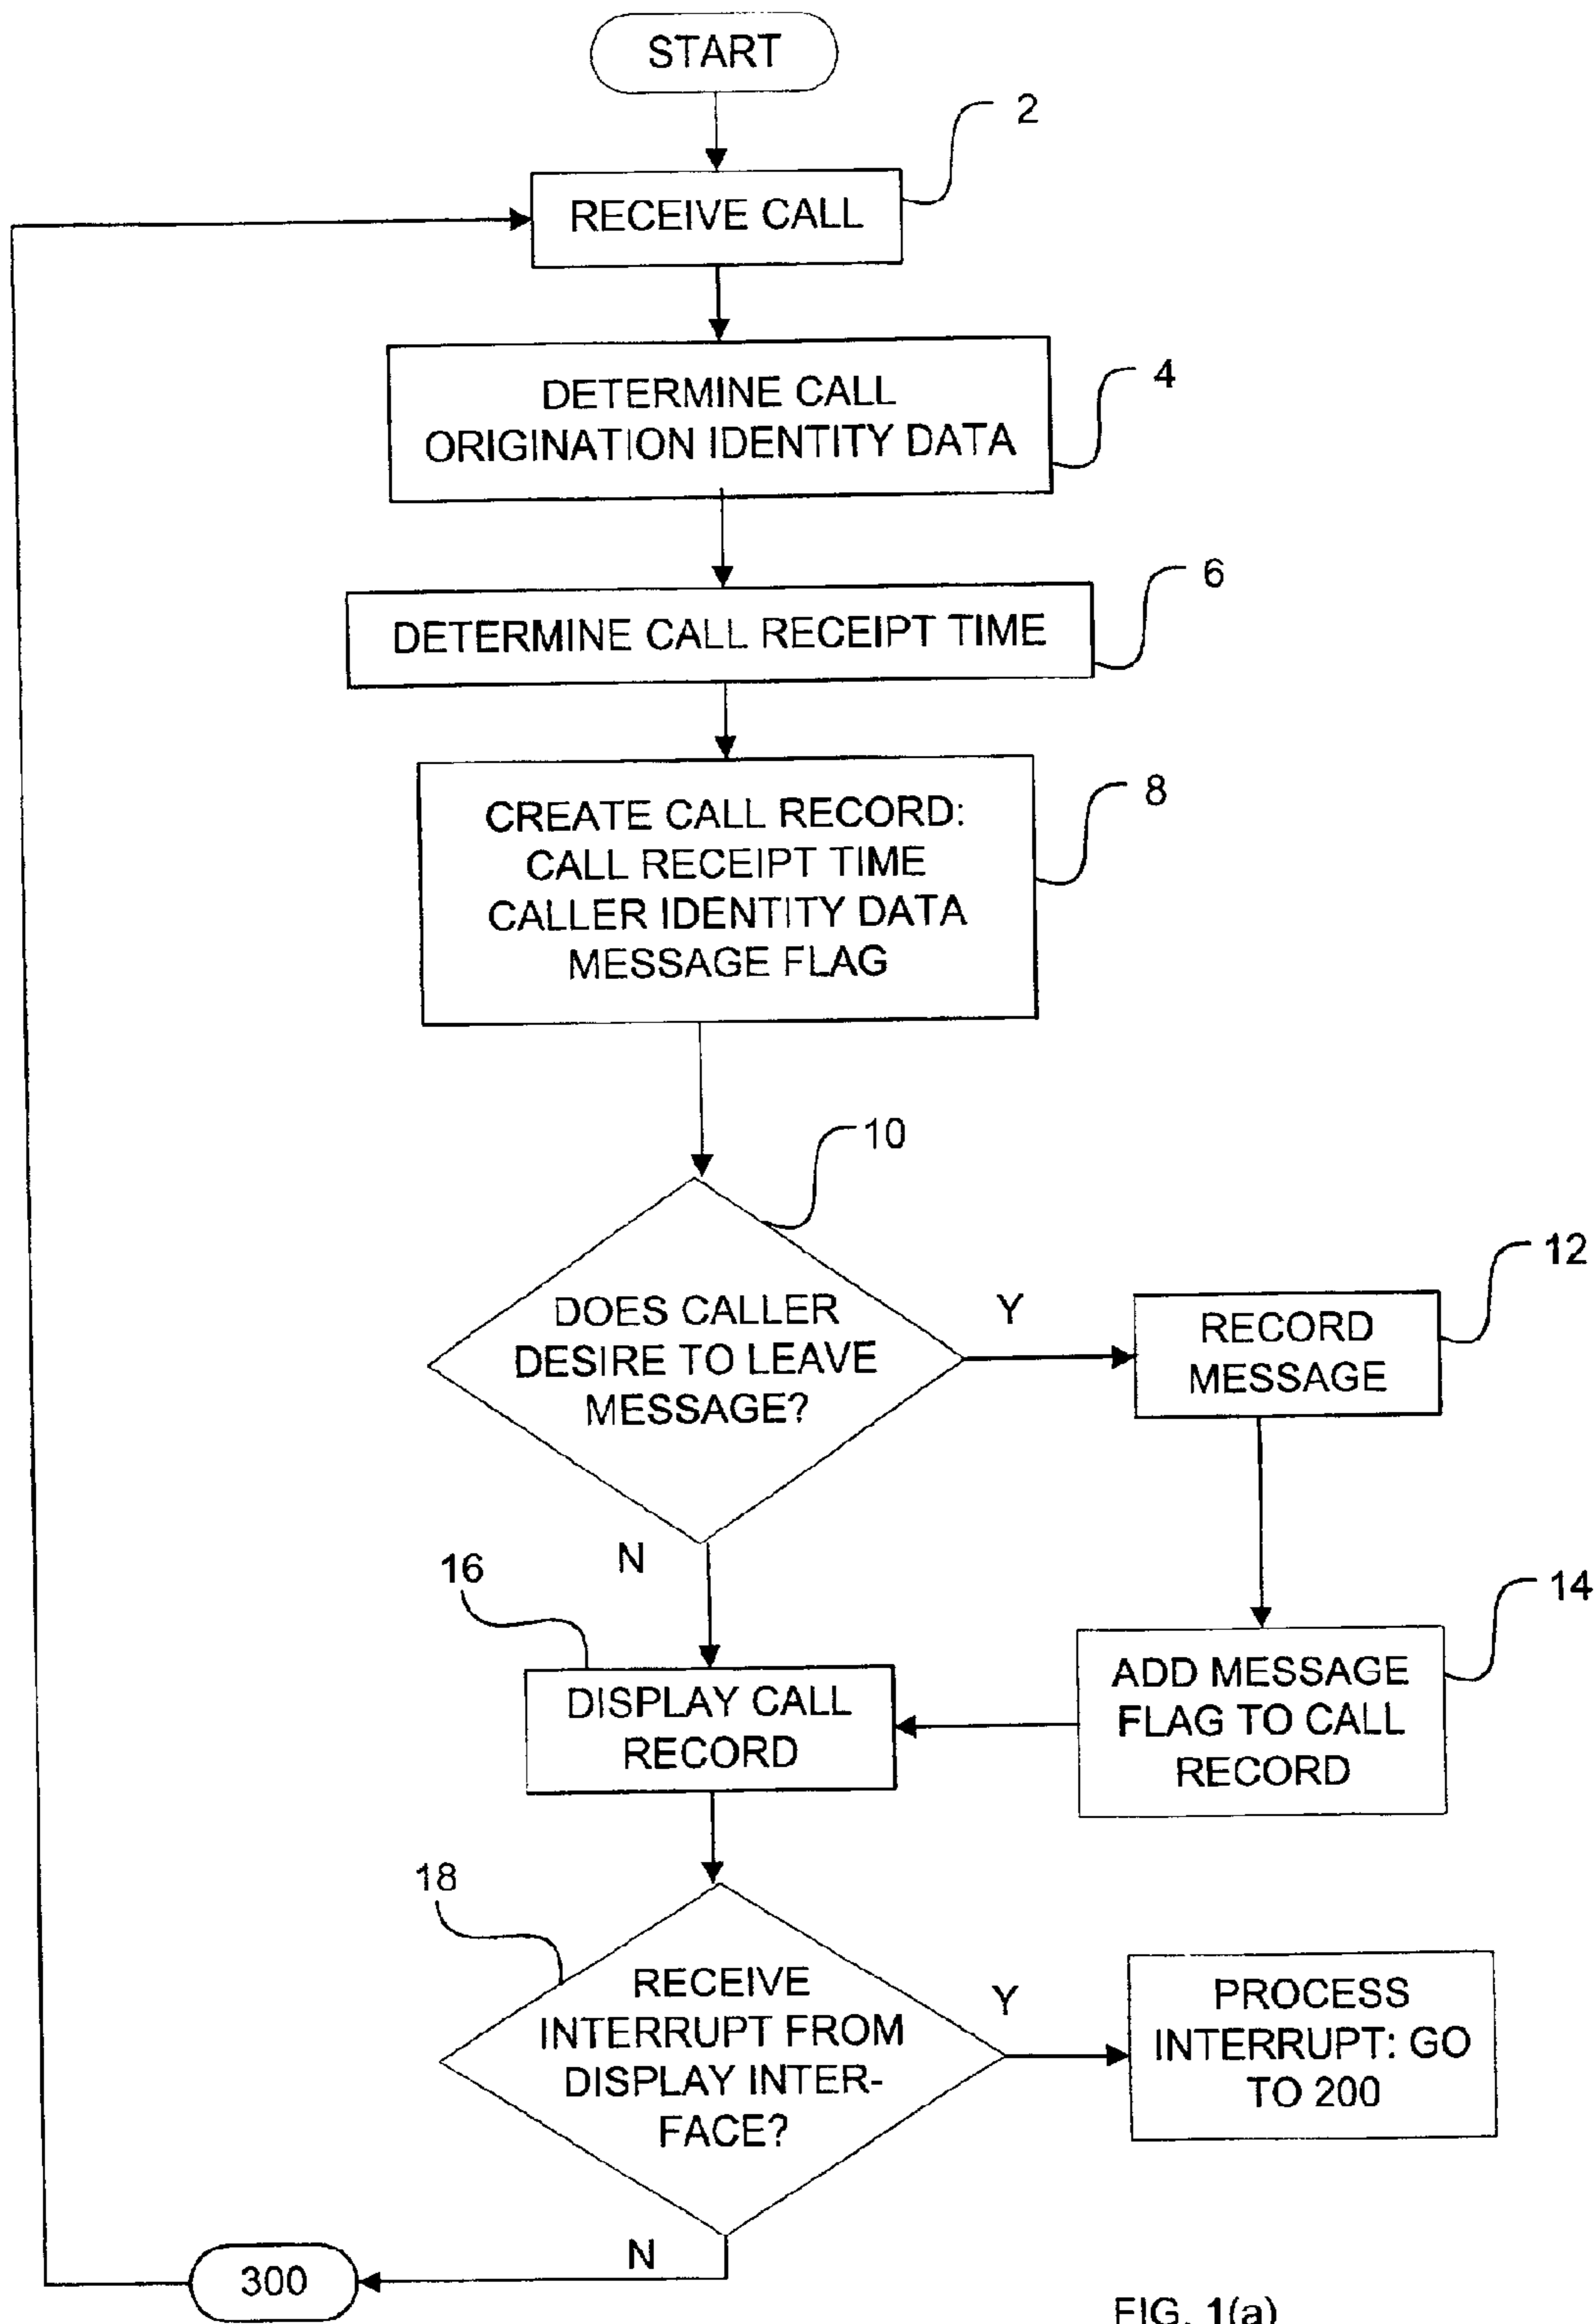 START
2
RECEIVE CALL
4
DETERMINE CALL
ORIGINATION IDENTITY DATA
6
DETERMINE CALL RECEIPT TIME
8
CREATE CALL RECORD:
CALL RECEIPT TIME
CALLER IDENTITY DATA
MESSAGE FLAG
10
DOES CALLER
DESIRE TO LEAVE
MESSAGE?
Y
12
RECORD
MESSAGE
N
16
14
DISPLAY CALL
RECORD
ADD MESSAGE
FLAG TO CALL
RECORD
18
RECEIVE
INTERRUPT FROM
DISPLAY INTER-
FACE?
Y
PROCESS
INTERRUPT: GO
TO 200
N
300
FIG. 1(a)